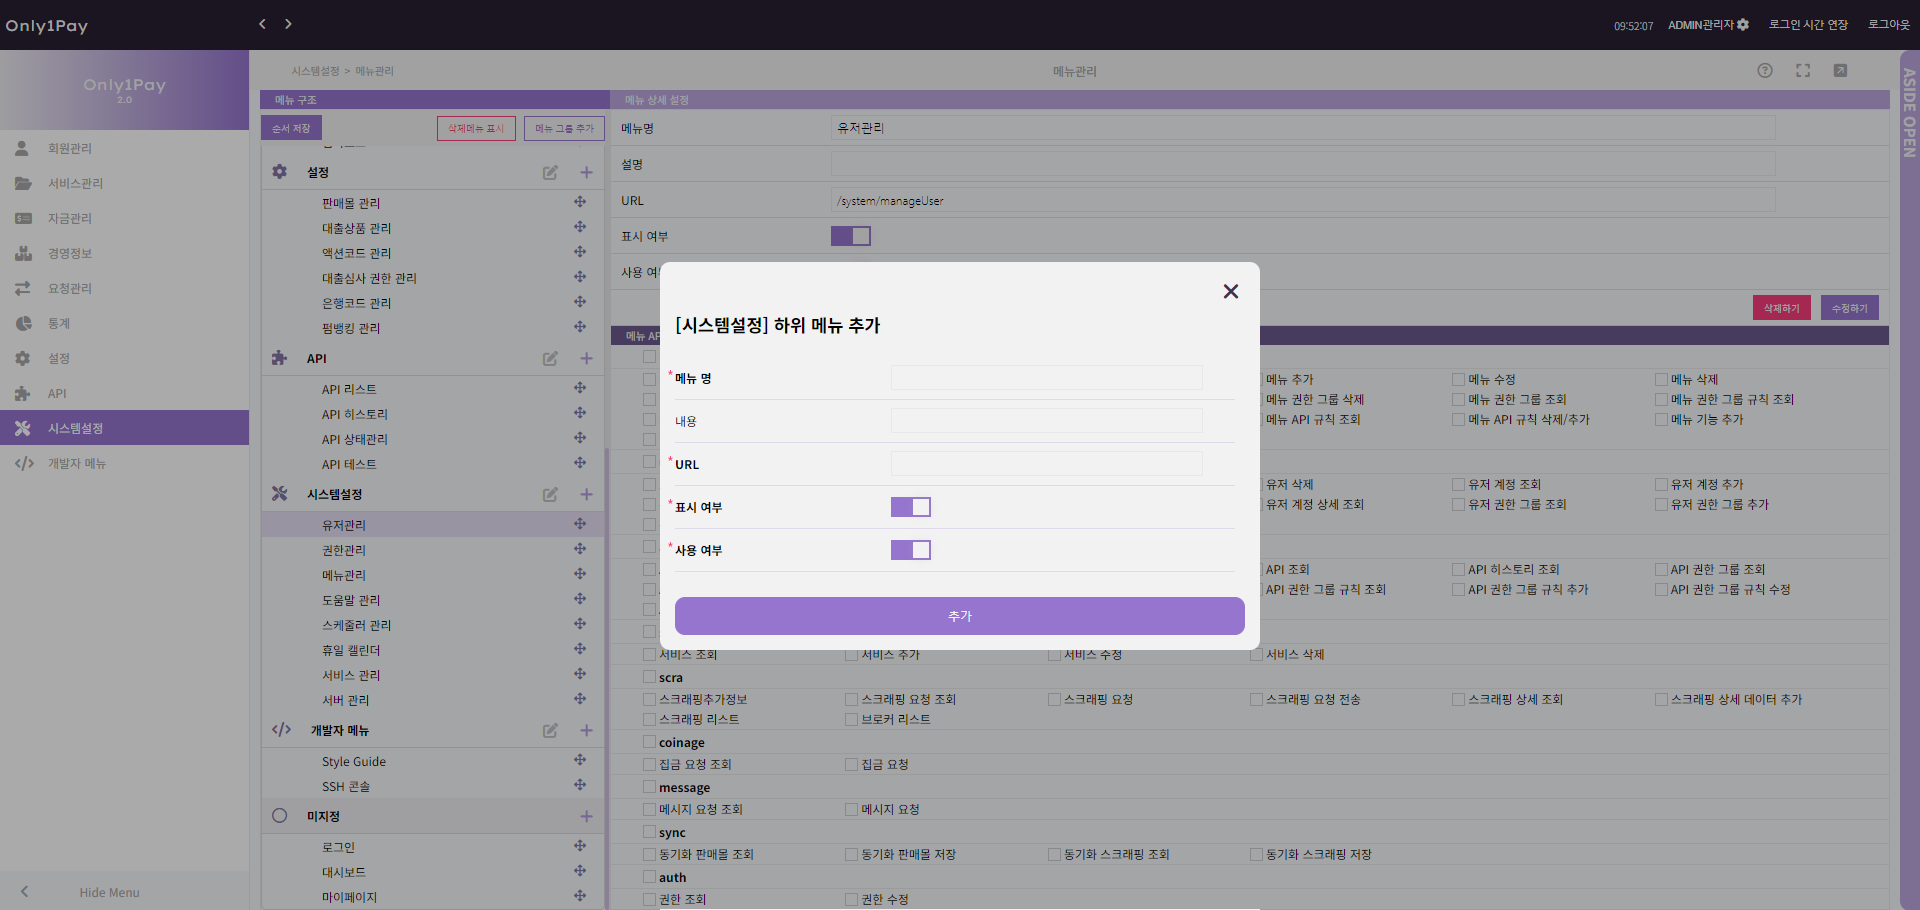 Only1Pay
09:52:07 ADMIN관리자 로그인 시간 연장 로그아웃
Only1Pay
2.0
회원관리
서비스관리
자금관리
경영정보
요청관리
통계
설정
API
시스템설정
개발자 메뉴
Hide Menu
시스템설정 > 메뉴관리
메뉴관리
ASIDE OPEN
메뉴 구조
순서 저장 삭제메뉴 표시 메뉴 그룹 추가
설정
판매몰 관리
대출상품 관리
액션코드 관리
대출심사 권한 관리
은행코드 관리
펌뱅킹 관리
API
API 리스트
API 히스토리
API 상태관리
API 테스트
시스템설정
유저관리
권한관리
메뉴관리
도움말 관리
스케줄러 관리
휴일 캘린더
서비스 관리
서버 관리
개발자 메뉴
Style Guide
SSH 콘솔
미지정
로그인
대시보드
마이페이지
메뉴 상세 설정
메뉴명 유저관리
설명
URL /system/manageUser
표시 여부
사용 여
삭제하기 수정하기
메뉴 AP
[시스템설정] 하위 메뉴 추가
*메뉴 명
내용
*URL
*표시 여부
*사용 여부
추가
메뉴 추가 메뉴 수정 메뉴 삭제
메뉴 권한 그룹 삭제 메뉴 권한 그룹 조회 메뉴 권한 그룹 규칙 조회
메뉴 API 규칙 조회 메뉴 API 규칙 삭제/추가 메뉴 기능 추가
유저 삭제 유저 계정 조회 유저 계정 추가
유저 계정 상세 조회 유저 권한 그룹 조회 유저 권한 그룹 추가
API 조회 API 히스토리 조회 API 권한 그룹 조회
API 권한 그룹 규칙 조회 API 권한 그룹 규칙 추가 API 권한 그룹 규칙 수정
서비스 조회 서비스 추가 서비스 수정 서비스 삭제
scra
스크래핑추가정보 스크래핑 요청 조회 스크래핑 요청 스크래핑 요청 전송 스크래핑 상세 조회 스크래핑 상세 데이터 추가
스크래핑 리스트 브로커 리스트
coinage
집금 요청 조회 집금 요청
message
메시지 요청 조회 메시지 요청
sync
동기화 판매몰 조회 동기화 판매몰 저장 동기화 스크래핑 조회 동기화 스크래핑 저장
auth
권한 조회 권한 수정